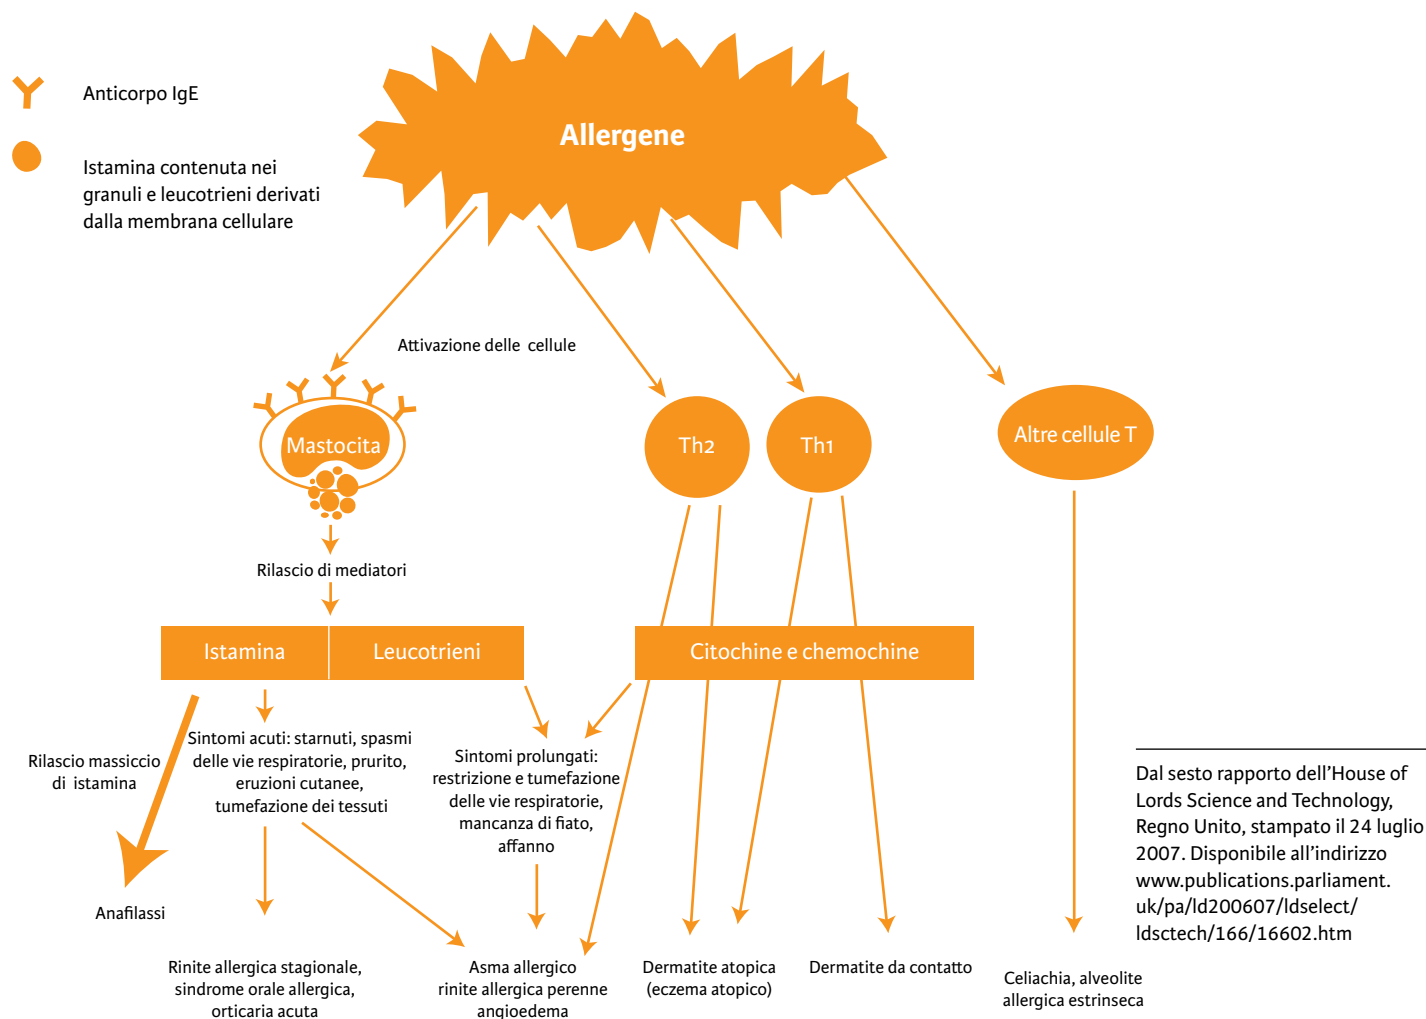 Anticorpo IgE
Istamina contenuta nei
granuli e leucotrieni derivati
dalla membrana cellulare
Allergene
Attivazione delle cellule
Mastocita
Th2
Th1
Altre cellule T
Rilascio di mediatori
Istamina
Leucotrieni
Citochine e chemochine
Rilascio massiccio
di istamina
Sintomi acuti: starnuti, spasmi
delle vie respiratorie, prurito,
eruzioni cutanee,
tumefazione dei tessuti
Sintomi prolungati:
restrizione e tumefazione
delle vie respiratorie,
mancanza di fiato,
affanno
Anafilassi
Rinite allergica stagionale,
sindrome orale allergica,
orticaria acuta
Asma allergico
rinite allergica perenne
angioedema
Dermatite atopica
(eczema atopico)
Dermatite da contatto
Celiachia, alveolite
allergica estrinseca
Dal sesto rapporto dell’House of
Lords Science and Technology,
Regno Unito, stampato il 24 luglio
2007. Disponibile all’indirizzo
www.publications.parliament.
uk/pa/ld200607/ldselect/
ldsctech/166/16602.htm